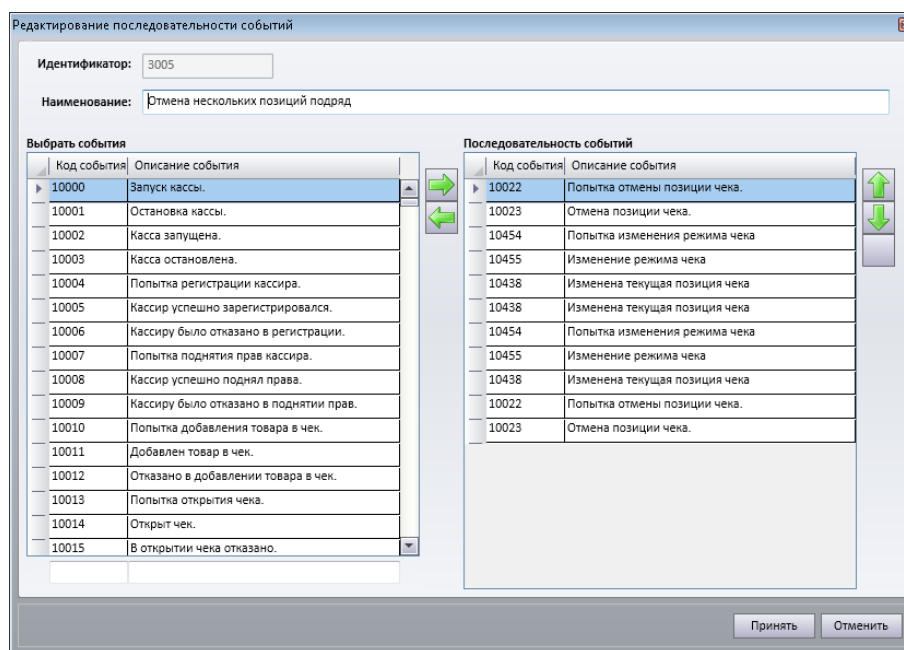 Редактирование последовательности событий
Идентификатор: 3005
Наименование: Отмена нескольких позиций подряд
Выбрать события
Код события Описание события
10000 Запуск кассы.
10001 Остановка кассы.
10002 Касса запущена.
10003 Касса остановлена.
10004 Попытка регистрации кассира.
10005 Кассир успешно зарегистрировался.
10006 Кассиру было отказано в регистрации.
10007 Попытка поднятия прав кассира.
10008 Кассир успешно поднял права.
10009 Кассиру было отказано в поднятии прав.
10010 Попытка добавления товара в чек.
10011 Добавлен товар в чек.
10012 Отказано в добавлении товара в чек.
10013 Попытка открытия чека.
10014 Открыт чек.
10015 В открытии чека отказано.
Последовательность событий
Код события Описание события
10022 Попытка отмены позиции чека.
10023 Отмена позиции чека.
10454 Попытка изменения режима чека
10455 Изменение режима чека
10438 Изменена текущая позиция чека
10438 Изменена текущая позиция чека
10454 Попытка изменения режима чека
10455 Изменение режима чека
10438 Изменена текущая позиция чека
10022 Попытка отмены позиции чека.
10023 Отмена позиции чека.
Принять Отменить